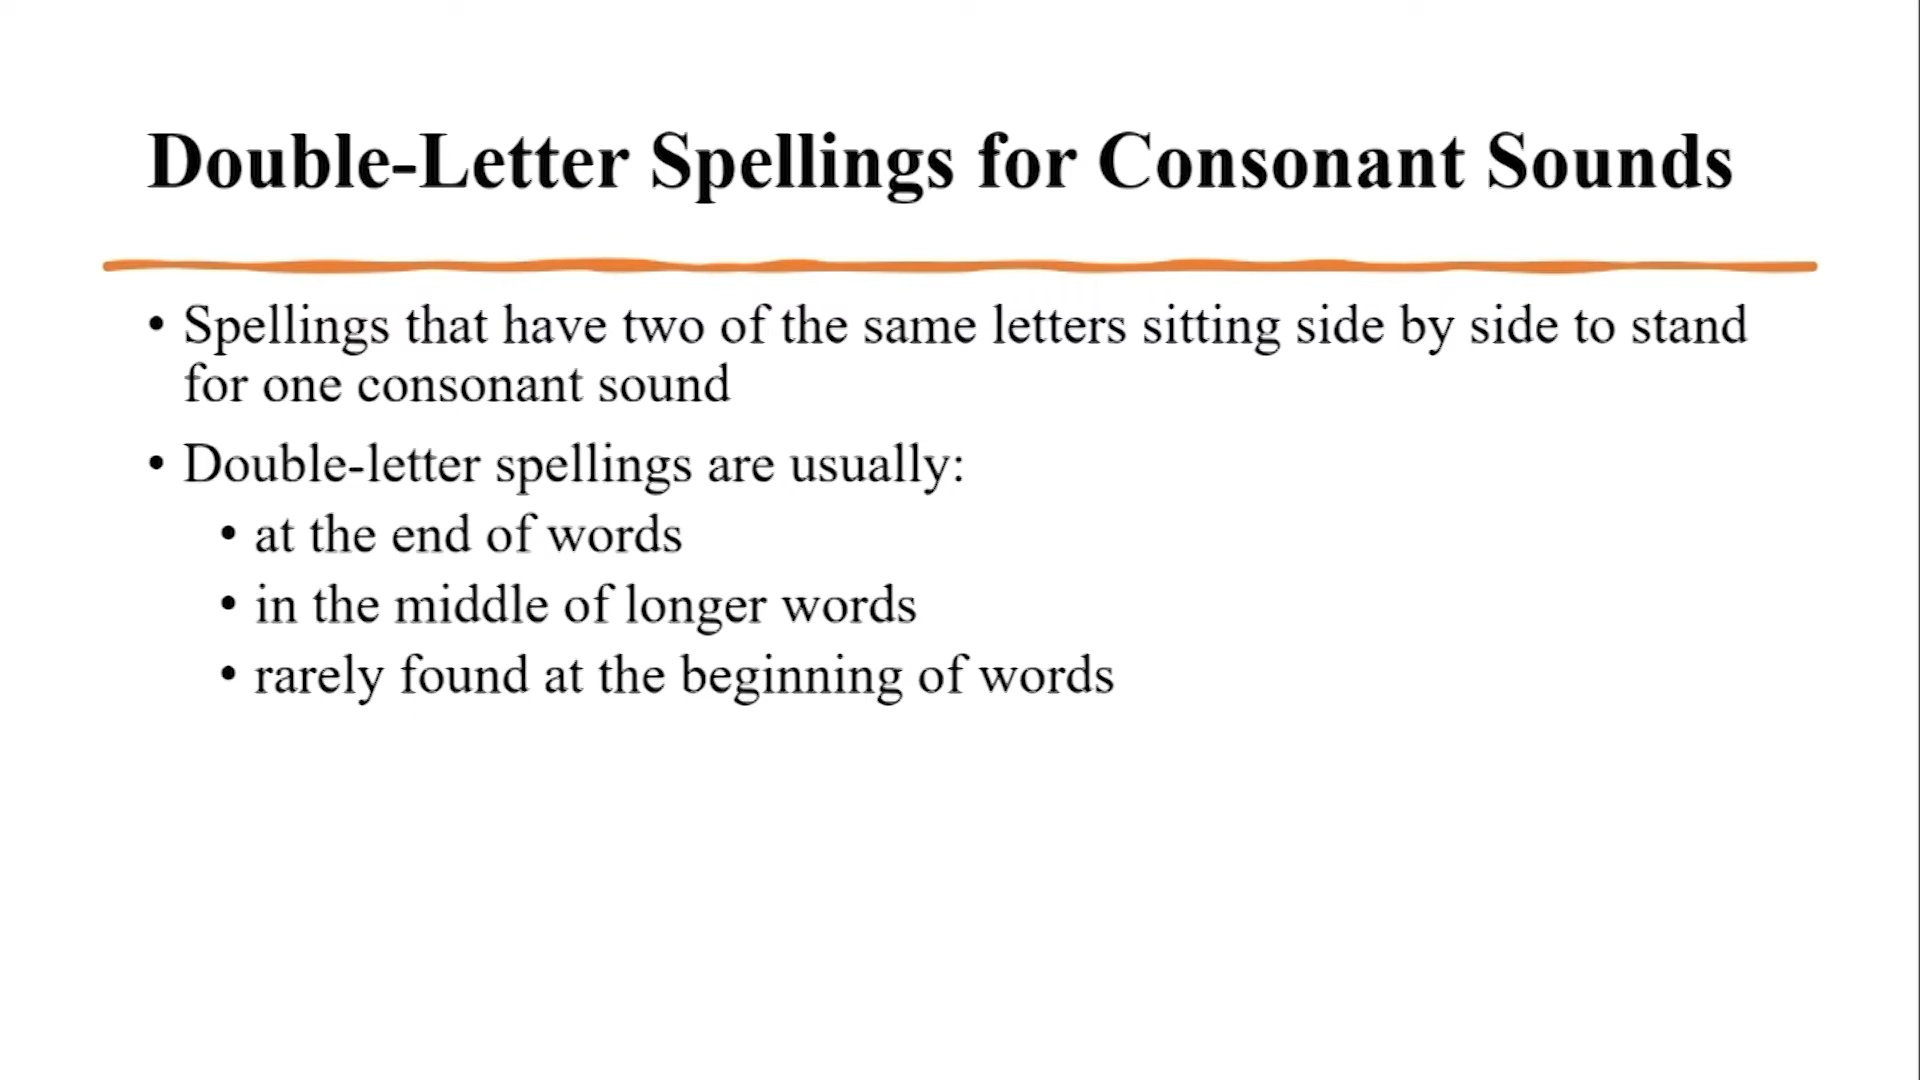 Double-Letter Spellings for Consonant Sounds
• Spellings that have two of the same letters sitting side by side to stand
for one consonant sound
• Double-letter spellings are usually:
• at the end of words
• in the middle of longer words
• rarely found at the beginning of words